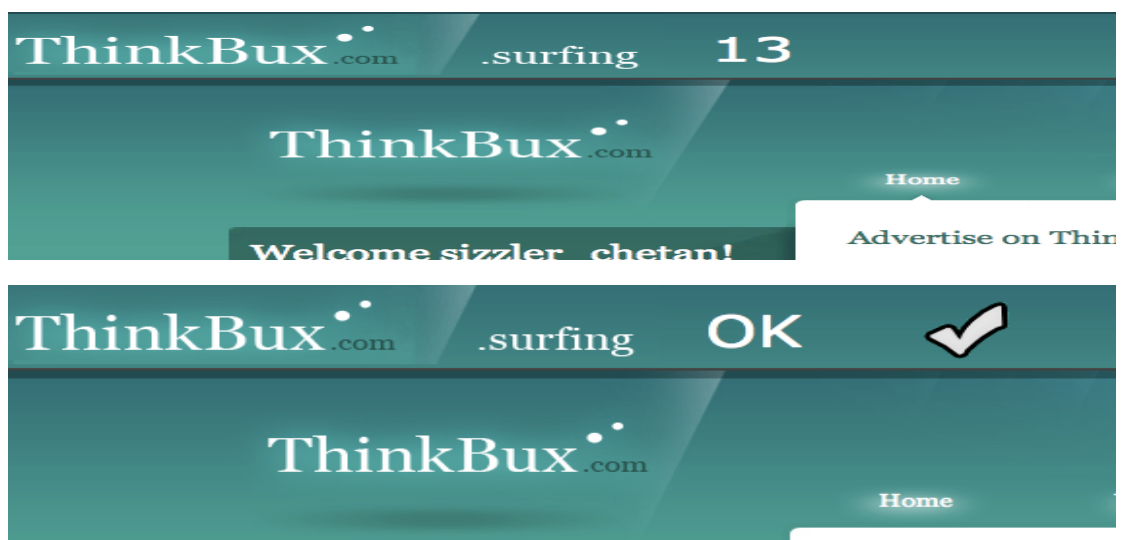 ThinkBux.com .surfing 13
ThinkBux.com
Home
Welcome sizzler_chetan!
Advertise on Thin
ThinkBux.com .surfing OK
ThinkBux.com
Home